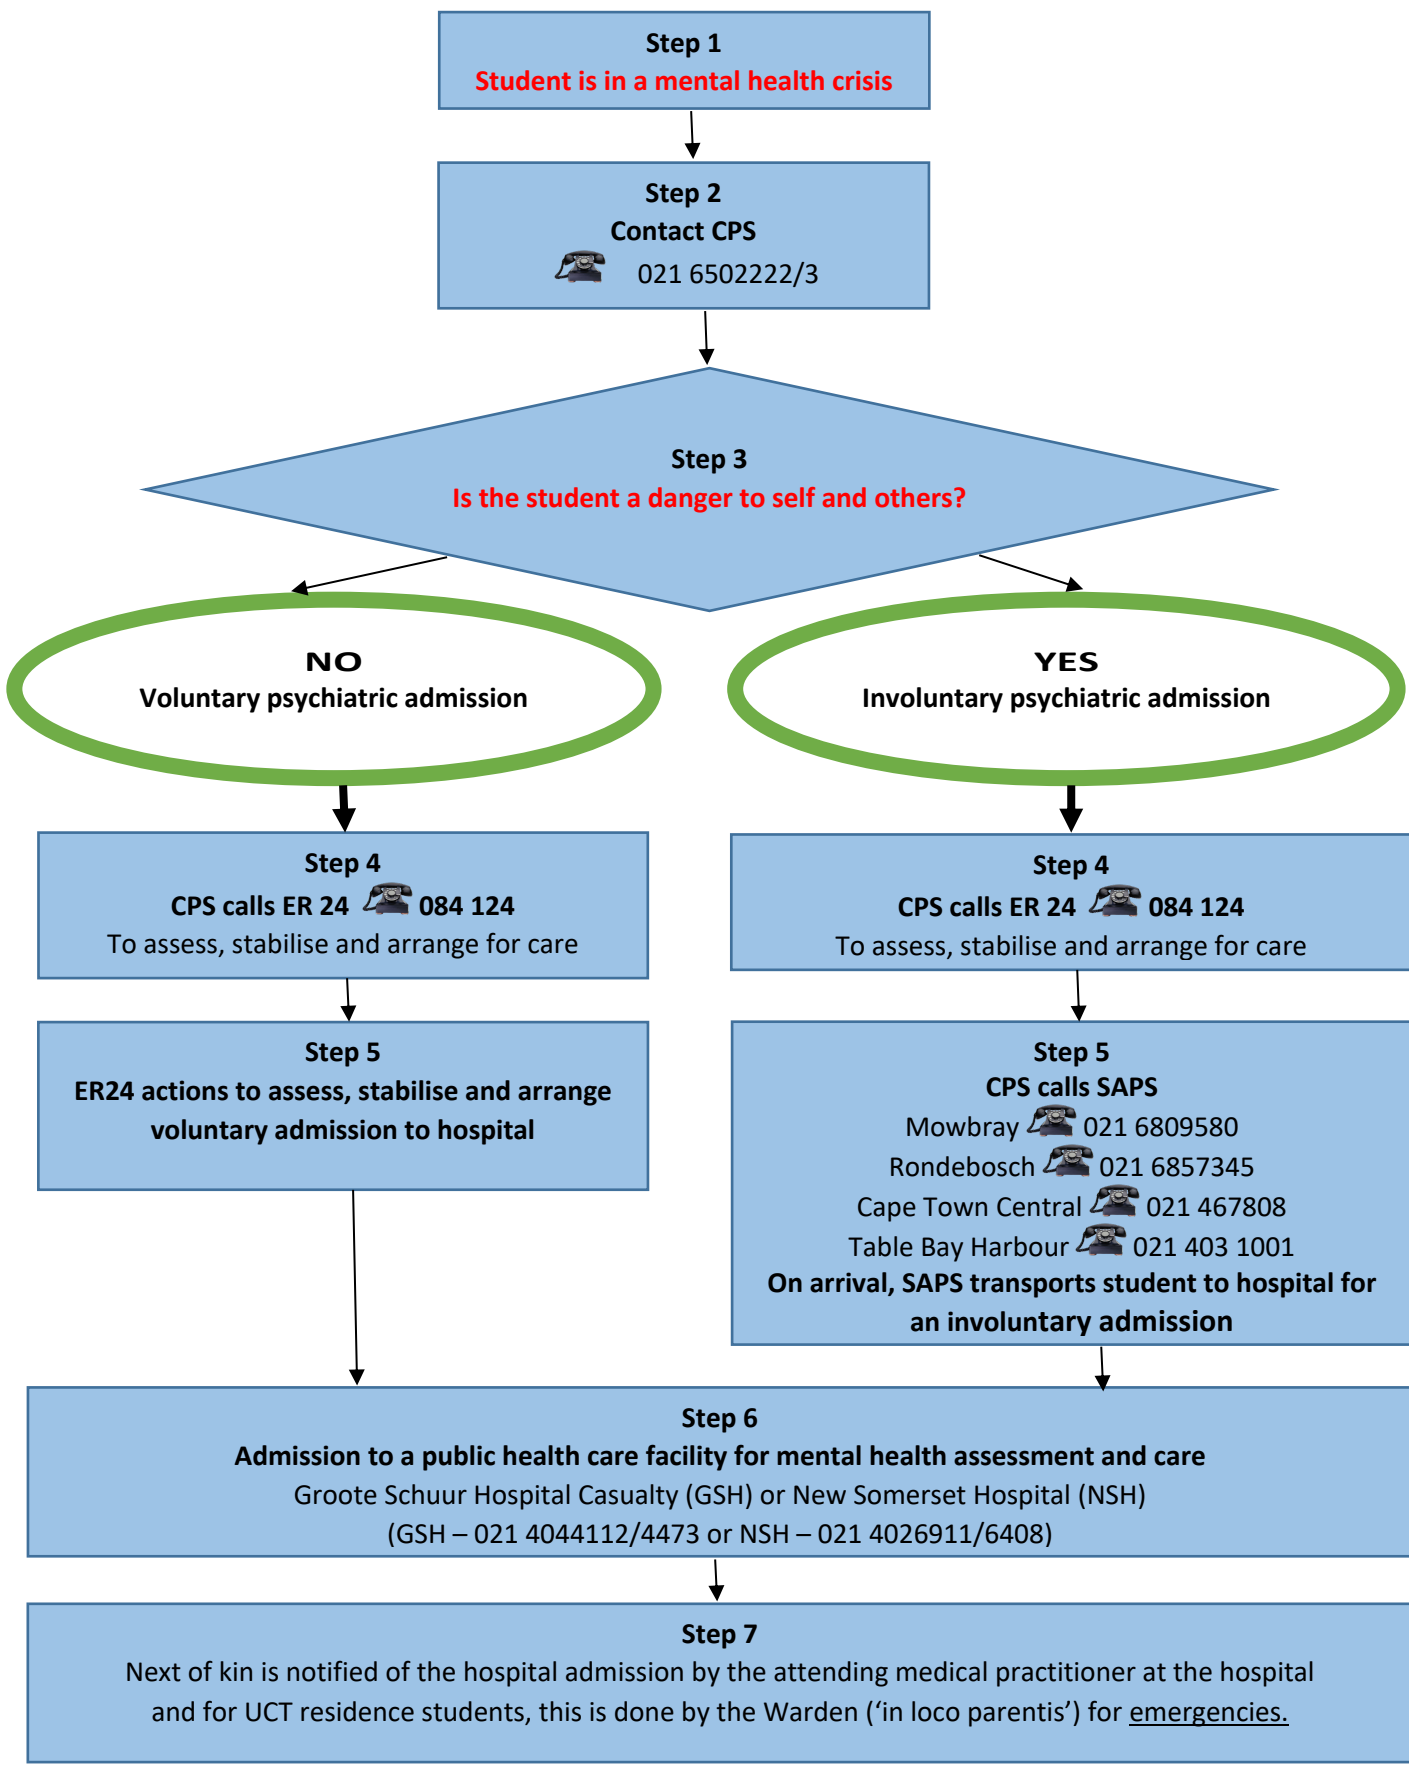 Step 1
Student is in a mental health crisis
Step 2
Contact CPS
021 6502222/3
Step 3
Is the student a danger to self and others?
NO
Voluntary psychiatric admission
YES
Involuntary psychiatric admission
Step 4
CPS calls ER 24 084 124
To assess, stabilise and arrange for care
Step 5
ER24 actions to assess, stabilise and arrange
voluntary admission to hospital
Step 4
CPS calls ER 24 084 124
To assess, stabilise and arrange for care
Step 5
CPS calls SAPS
Mowbray 021 6809580
Rondebosch 021 6857345
Cape Town Central 021 467808
Table Bay Harbour 021 403 1001
On arrival, SAPS transports student to hospital for
an involuntary admission
Step 6
Admission to a public health care facility for mental health assessment and care
Groote Schuur Hospital Casualty (GSH) or New Somerset Hospital (NSH)
(GSH – 021 4044112/4473 or NSH – 021 4026911/6408)
Step 7
Next of kin is notified of the hospital admission by the attending medical practitioner at the hospital
and for UCT residence students, this is done by the Warden (‘in loco parentis’) for emergencies.